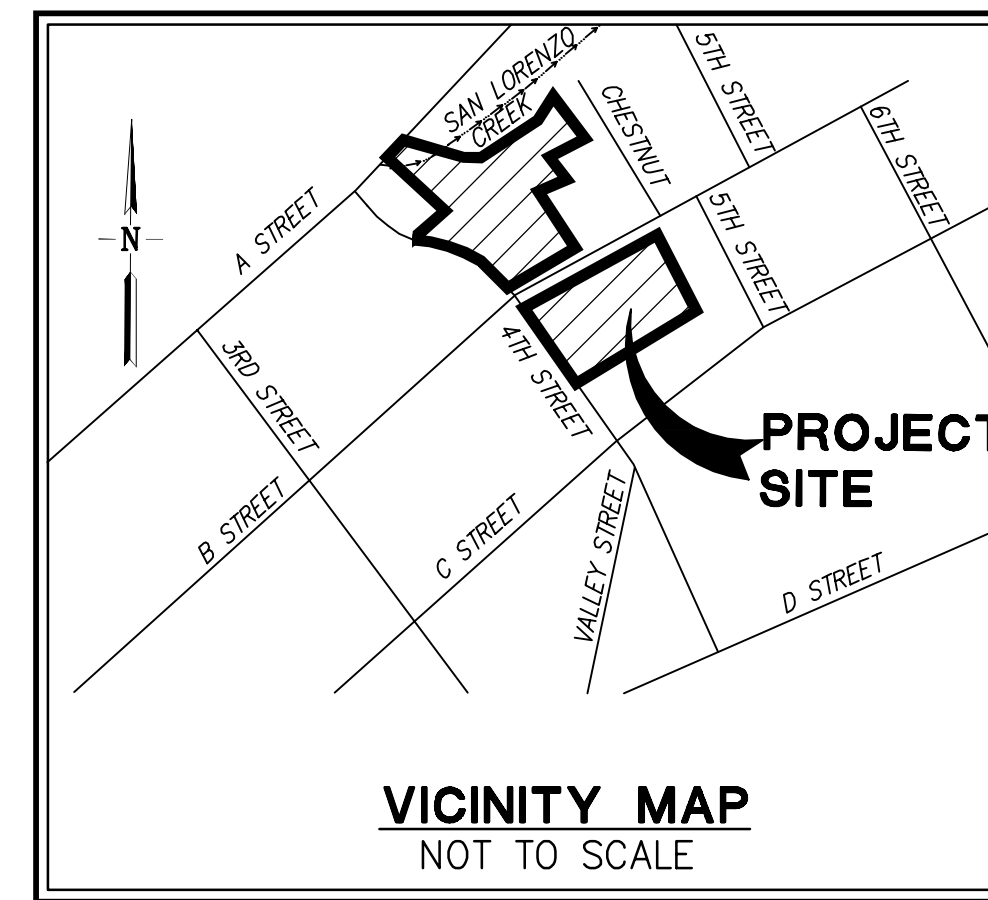 SAN LORENZO
CREEK
5TH STREET
CHESTNUT
6TH STREET
A STREET
N
5TH STREET
3RD STREET
4TH STREET
PROJECT
SITE
B STREET
C STREET
VALLEY STREET
D STREET
VICINITY MAP
NOT TO SCALE